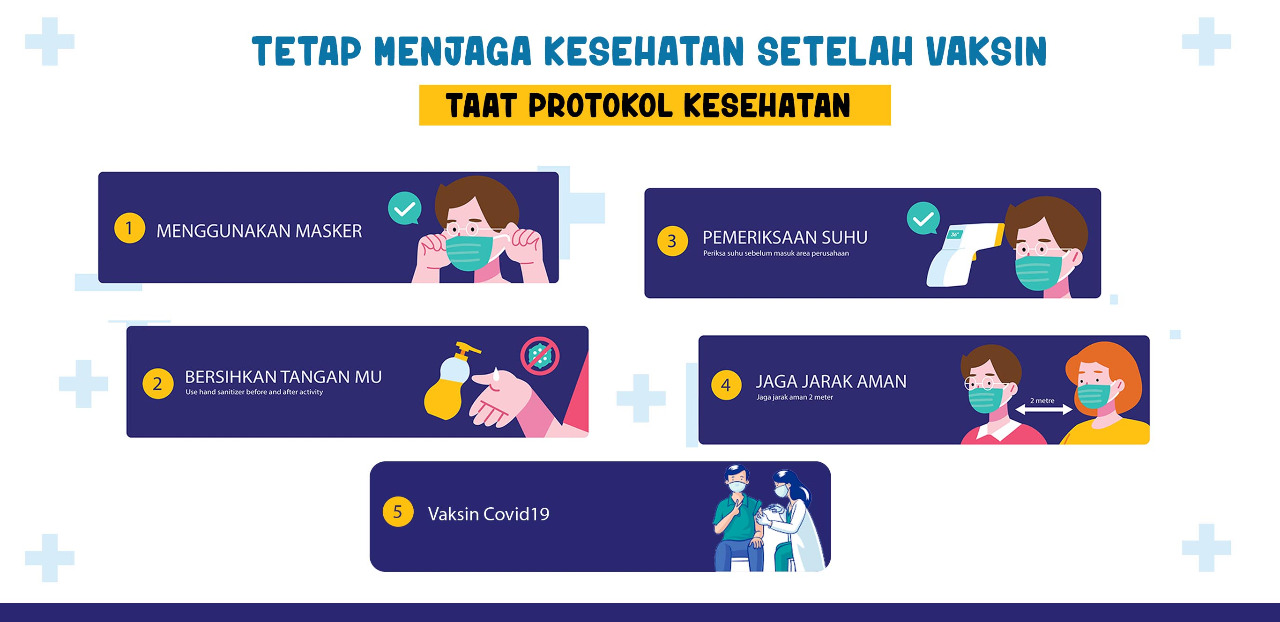 TETAP MENJAGA KESEHATAN SETELAH VAKSIN
TAAT PROTOKOL KESEHATAN
1
MENGGUNAKAN MASKER
2
BERSIHKAN TANGAN MU
Use hand sanitizer before and after activity
3
PEMERIKSAAN SUHU
Periksa suhu sebelum masuk area perusahaan
36°
4
JAGA JARAK AMAN
Jaga jarak aman 2 meter
2 metre
5
Vaksin Covid19